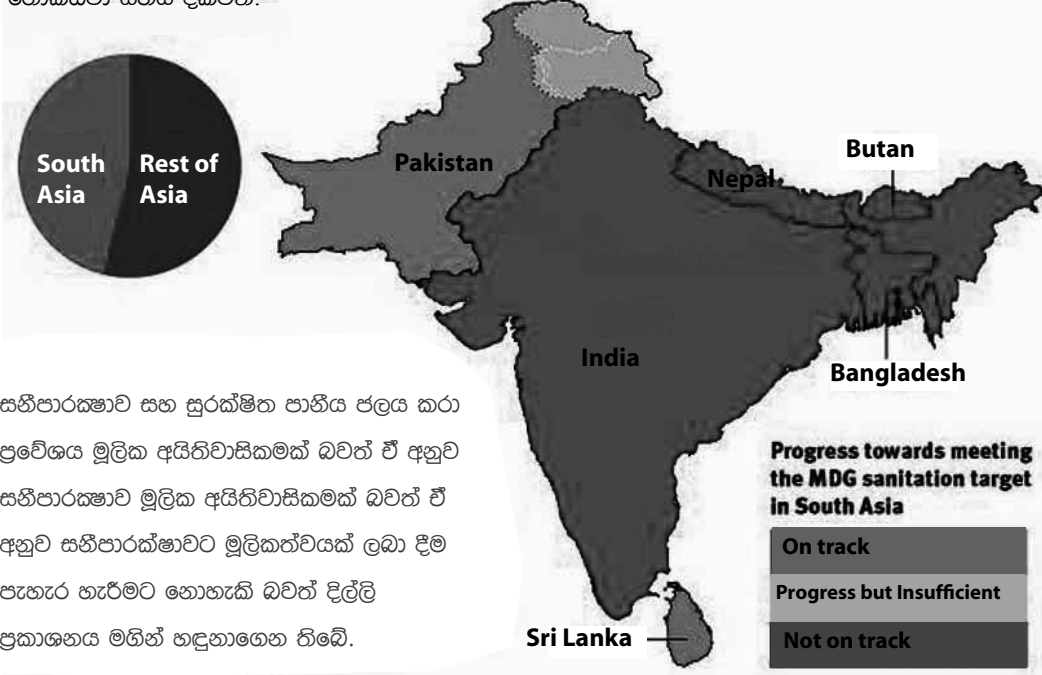 South
Asia
Rest of
Asia
Pakistan
Nepal
Butan
India
Bangladesh
සනීපාරක්‍ෂාව සහ සුරක්ෂිත පානීය ජලය කරා
ප්‍රවේශය මූලික අයිතිවාසිකමක් බවත් ඒ අනුව
සනීපාරක්‍ෂාව මූලික අයිතිවාසිකමක් බවත් ඒ
අනුව සනීපාරක්ෂාවට මූලිකත්වයක් ලබා දීම
පැහැර හැරීමට නොහැකි බවත් දිල්ලි
ප්‍රකාශනය මගින් හඳුනාගෙන තිබේ.
Sri Lanka
Progress towards meeting
the MDG sanitation target
in South Asia
On track
Progress but Insufficient
Not on track